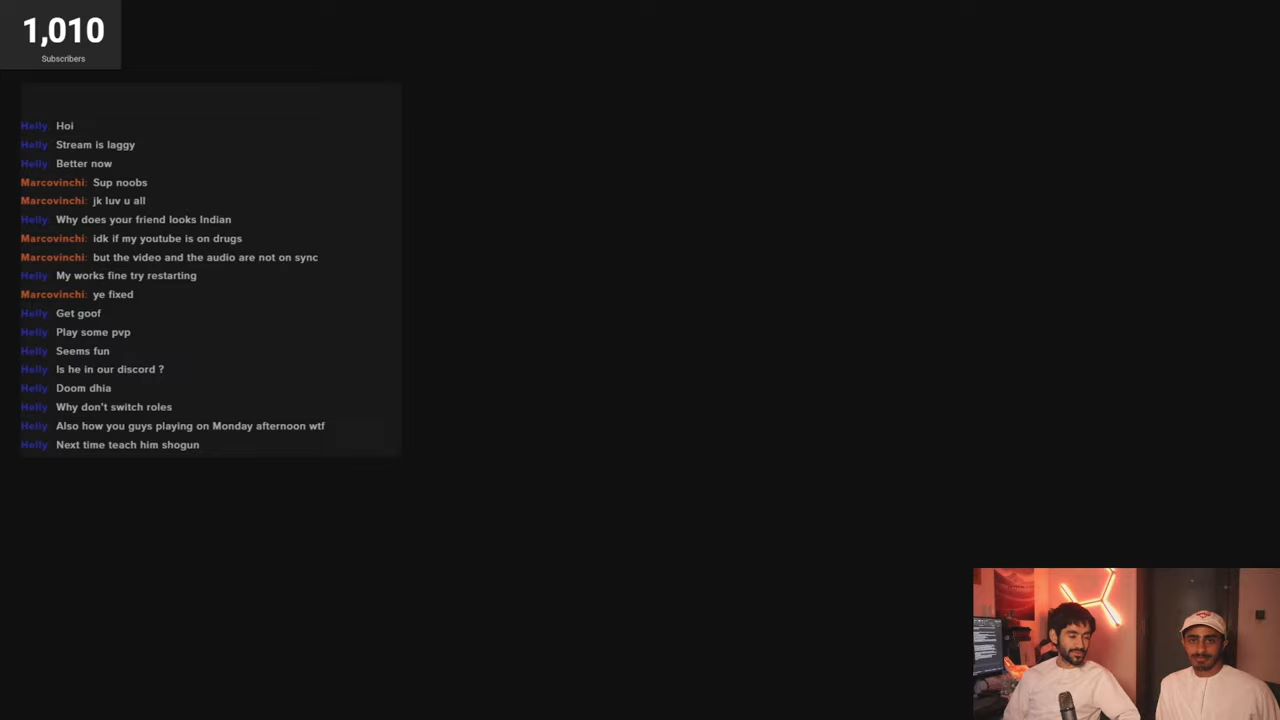 1,010
Subscribers
Helly: Hoi
Helly: Stream is laggy
Helly: Better now
Marcovinchi: Sup noobs
Marcovinchi: jk luv u all
Helly: Why does your friend looks Indian
Marcovinchi: idk if my youtube is on drugs
Marcovinchi: but the video and the audio are not on sync
Helly: My works fine try restarting
Marcovinchi: ye fixed
Helly: Get goof
Helly: Play some pvp
Helly: Seems fun
Helly: Is he in our discord ?
Helly: Doom dhia
Helly: Why don't switch roles
Helly: Also how you guys playing on Monday afternoon wtf
Helly: Next time teach him shogun